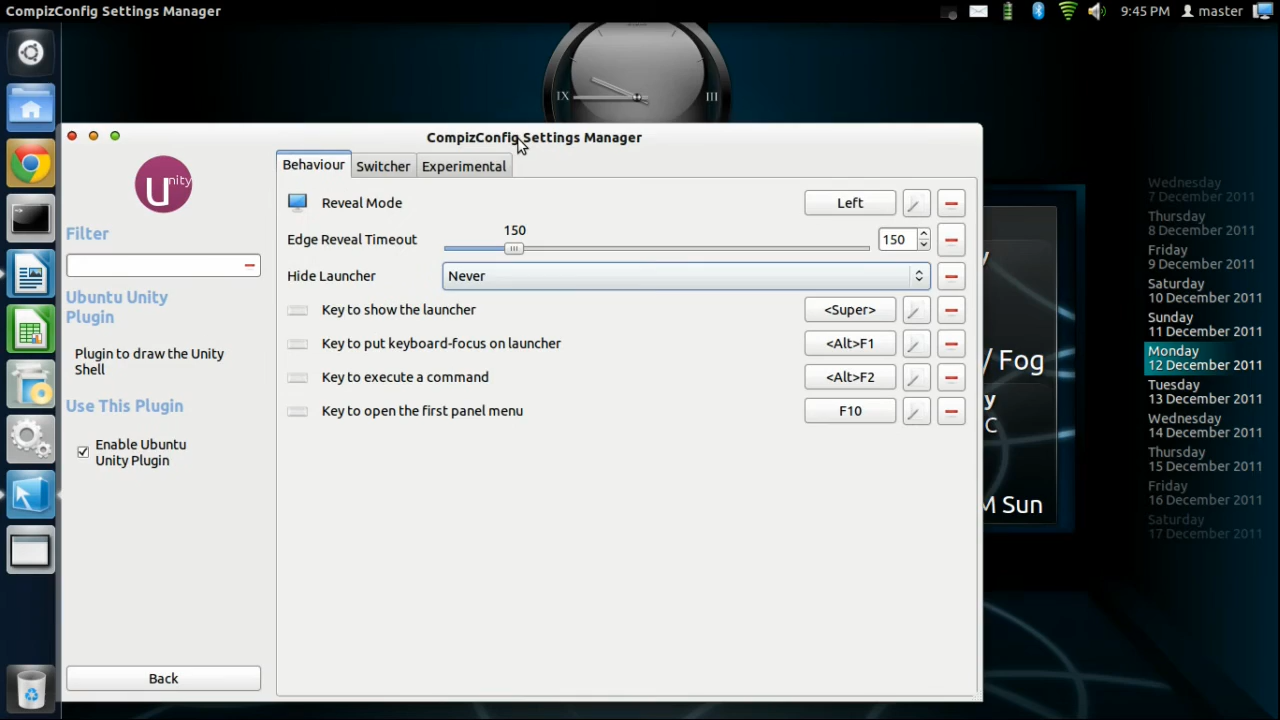 CompizConfig Settings Manager
9:45 PM master
IX III
CompizConfig Settings Manager
Unity
Behaviour Switcher Experimental
Filter
Ubuntu Unity
Plugin
Plugin to draw the Unity
Shell
Use This Plugin
Enable Ubuntu
Unity Plugin
Back
Reveal Mode Left
150
Edge Reveal Timeout 150
Hide Launcher Never
Key to show the launcher <Super>
Key to put keyboard-focus on launcher <Alt>F1
Key to execute a command <Alt>F2
Key to open the first panel menu F10
y
/ Fog
y
C
M Sun
Wednesday
7 December 2011
Thursday
8 December 2011
Friday
9 December 2011
Saturday
10 December 2011
Sunday
11 December 2011
Monday
12 December 2011
Tuesday
13 December 2011
Wednesday
14 December 2011
Thursday
15 December 2011
Friday
16 December 2011
Saturday
17 December 2011